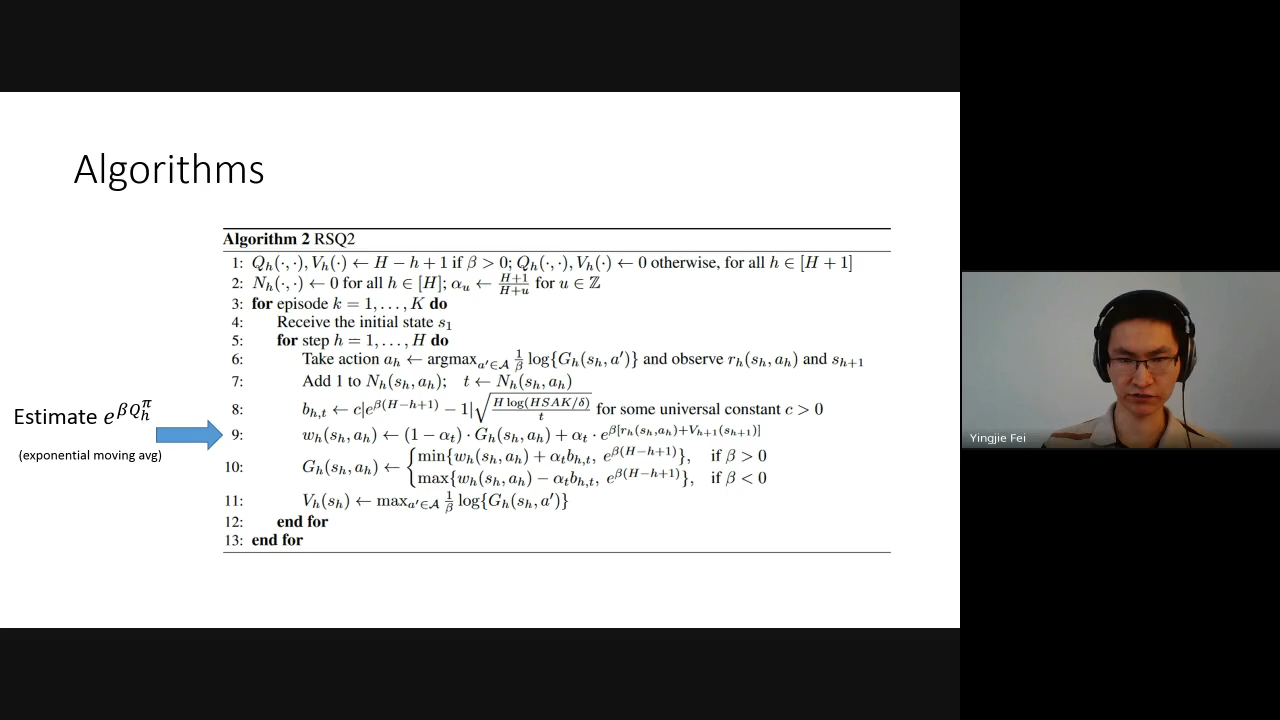 Algorithms
Algorithm 2 RSQ2
1: Q_h(·,·), V_h(·) ← H − h + 1 if β > 0; Q_h(·,·), V_h(·) ← 0 otherwise, for all h ∈ [H + 1]
2: N_h(·,·) ← 0 for all h ∈ [H]; α_u ← \frac{H+1}{H+u} for u ∈ ℤ
3: for episode k = 1, . . . , K do
4: Receive the initial state s_1
5: for step h = 1, . . . , H do
6: Take action a_h ← argmax_{a′∈𝒜} \frac{1}{β} log{G_h(s_h, a′)} and observe r_h(s_h, a_h) and s_{h+1}
7: Add 1 to N_h(s_h, a_h); t ← N_h(s_h, a_h)
8: b_{h,t} ← c|e^{β(H−h+1)} − 1|\sqrt{\frac{H log(HSAK/δ)}{t}} for some universal constant c > 0
Estimate e^{βQ_h^π}
(exponential moving avg)
9: w_h(s_h, a_h) ← (1 − α_t) · G_h(s_h, a_h) + α_t · e^{β[r_h(s_h,a_h)+V_{h+1}(s_{h+1})]}
10: G_h(s_h, a_h) ← { min{w_h(s_h, a_h) + α_t b_{h,t}, e^{β(H−h+1)}}, if β > 0
max{w_h(s_h, a_h) − α_t b_{h,t}, e^{β(H−h+1)}}, if β < 0
11: V_h(s_h) ← max_{a′∈𝒜} \frac{1}{β} log{G_h(s_h, a′)}
12: end for
13: end for
Yingjie Fei